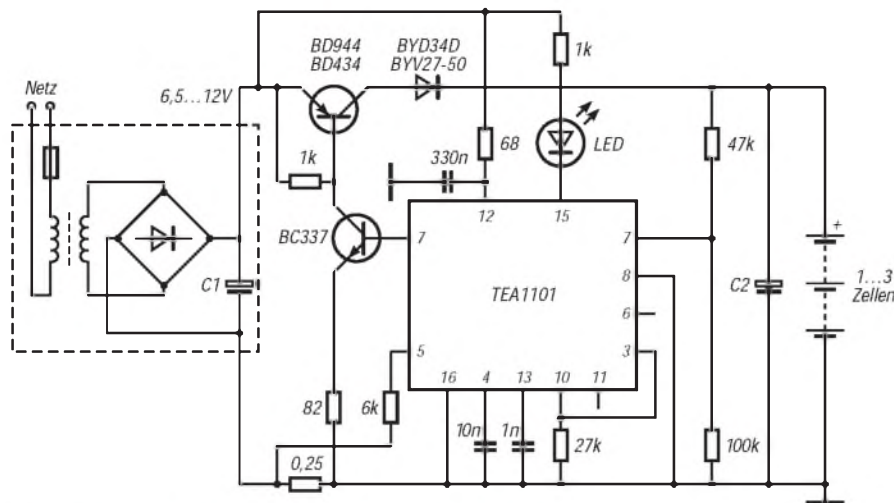 Netz
6,5...12V
BD944
BD434
BYD34D
BYV27-50
1k
LED
68
330n
1k
47k
BC337
C1
12
15
7
7
8
TEA1101
6
5
3
16
4
13
10
11
C2
+
1...3
Zellen
82
6k
10n
1n
27k
100k
0,25